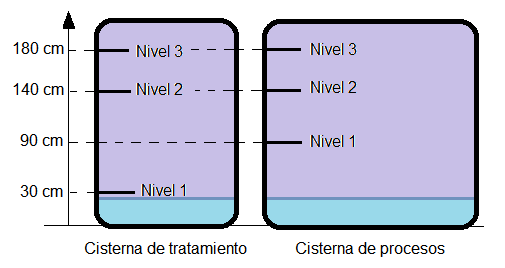 180 cm Nivel 3 Nivel 3
140 cm Nivel 2 Nivel 2
90 cm Nivel 1
30 cm Nivel 1
Cisterna de tratamiento Cisterna de procesos